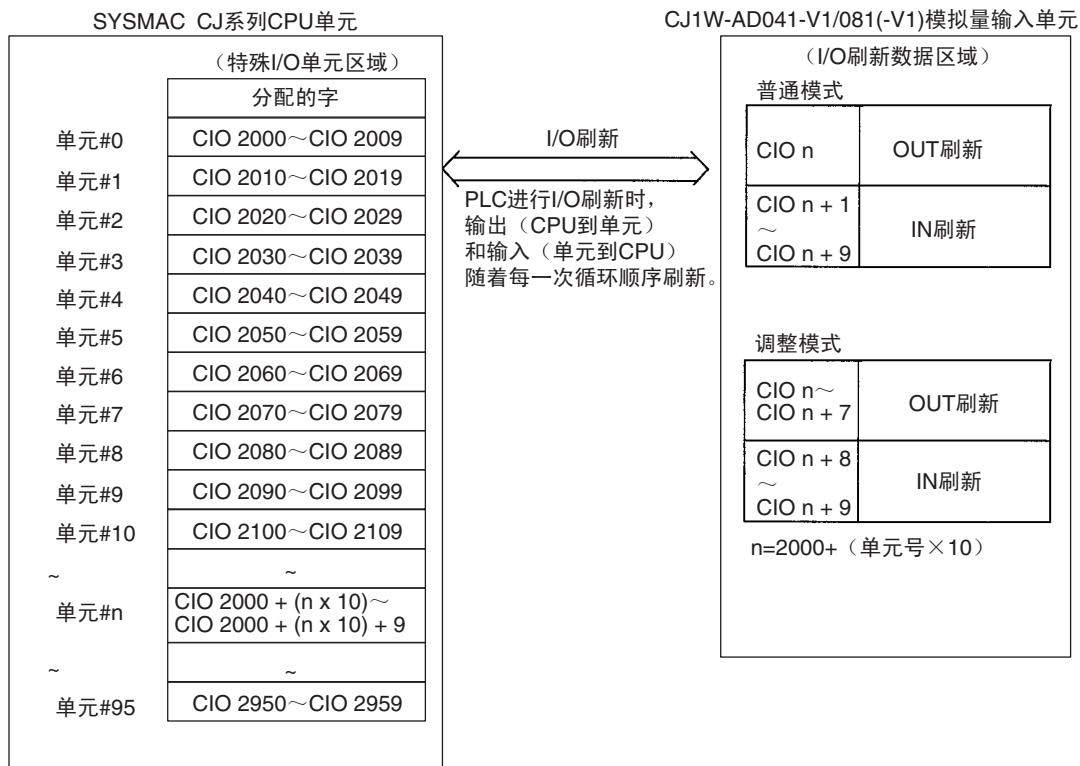 SYSMAC CJ系列CPU单元
（特殊I/O单元区域）
分配的字
单元#0 CIO 2000～CIO 2009
单元#1 CIO 2010～CIO 2019
单元#2 CIO 2020～CIO 2029
单元#3 CIO 2030～CIO 2039
单元#4 CIO 2040～CIO 2049
单元#5 CIO 2050～CIO 2059
单元#6 CIO 2060～CIO 2069
单元#7 CIO 2070～CIO 2079
单元#8 CIO 2080～CIO 2089
单元#9 CIO 2090～CIO 2099
单元#10 CIO 2100～CIO 2109
~ ~
单元#n CIO 2000 + (n x 10)～
CIO 2000 + (n x 10) + 9
~ ~
单元#95 CIO 2950～CIO 2959
I/O刷新
PLC进行I/O刷新时，
输出（CPU到单元）
和输入（单元到CPU）
随着每一次循环顺序刷新。
CJ1W-AD041-V1/081(-V1)模拟量输入单元
（I/O刷新数据区域）
普通模式
CIO n OUT刷新
CIO n + 1
～
CIO n + 9
IN刷新
调整模式
CIO n～
CIO n + 7
OUT刷新
CIO n + 8
～
CIO n + 9
IN刷新
n=2000+（单元号×10）